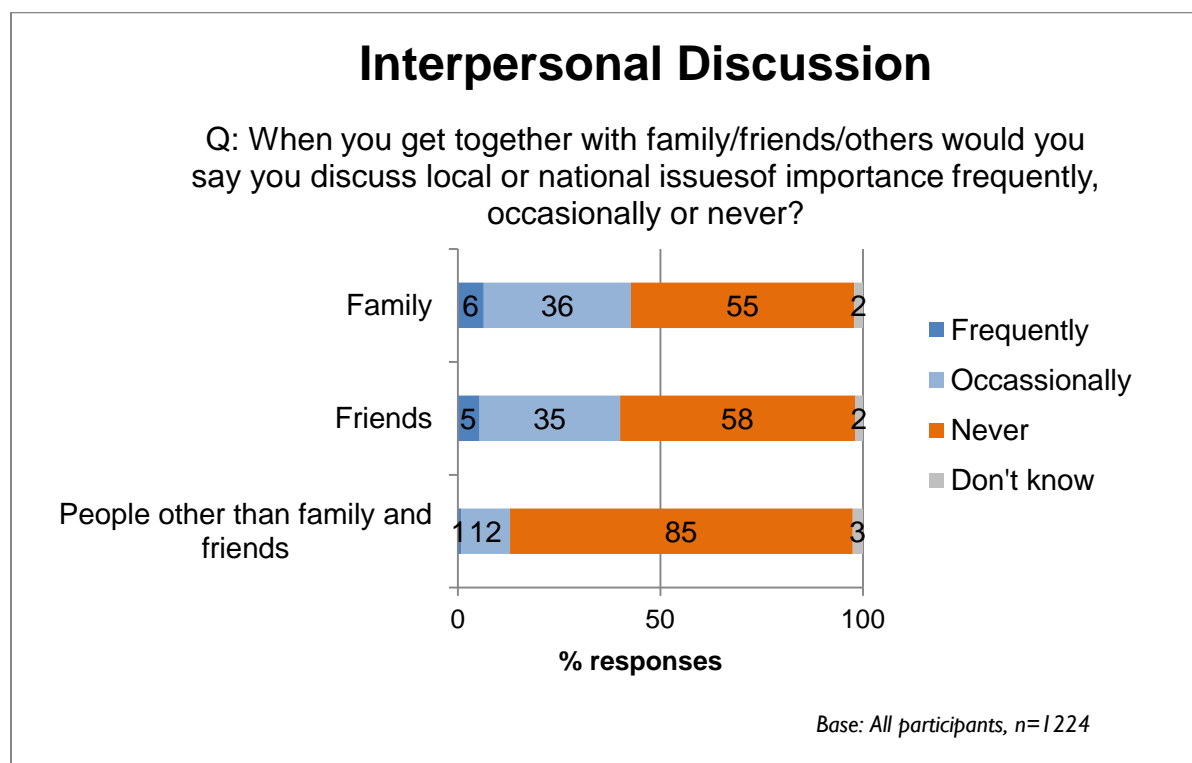 Interpersonal Discussion
Q: When you get together with family/friends/others would you
say you discuss local or national issuesof importance frequently,
occasionally or never?
Family
6 36 55 2
Friends
5 35 58 2
People other than family and
friends
1 12 85 3
0 50 100
% responses
Frequently
Occassionally
Never
Don't know
Base: All participants, n=1224